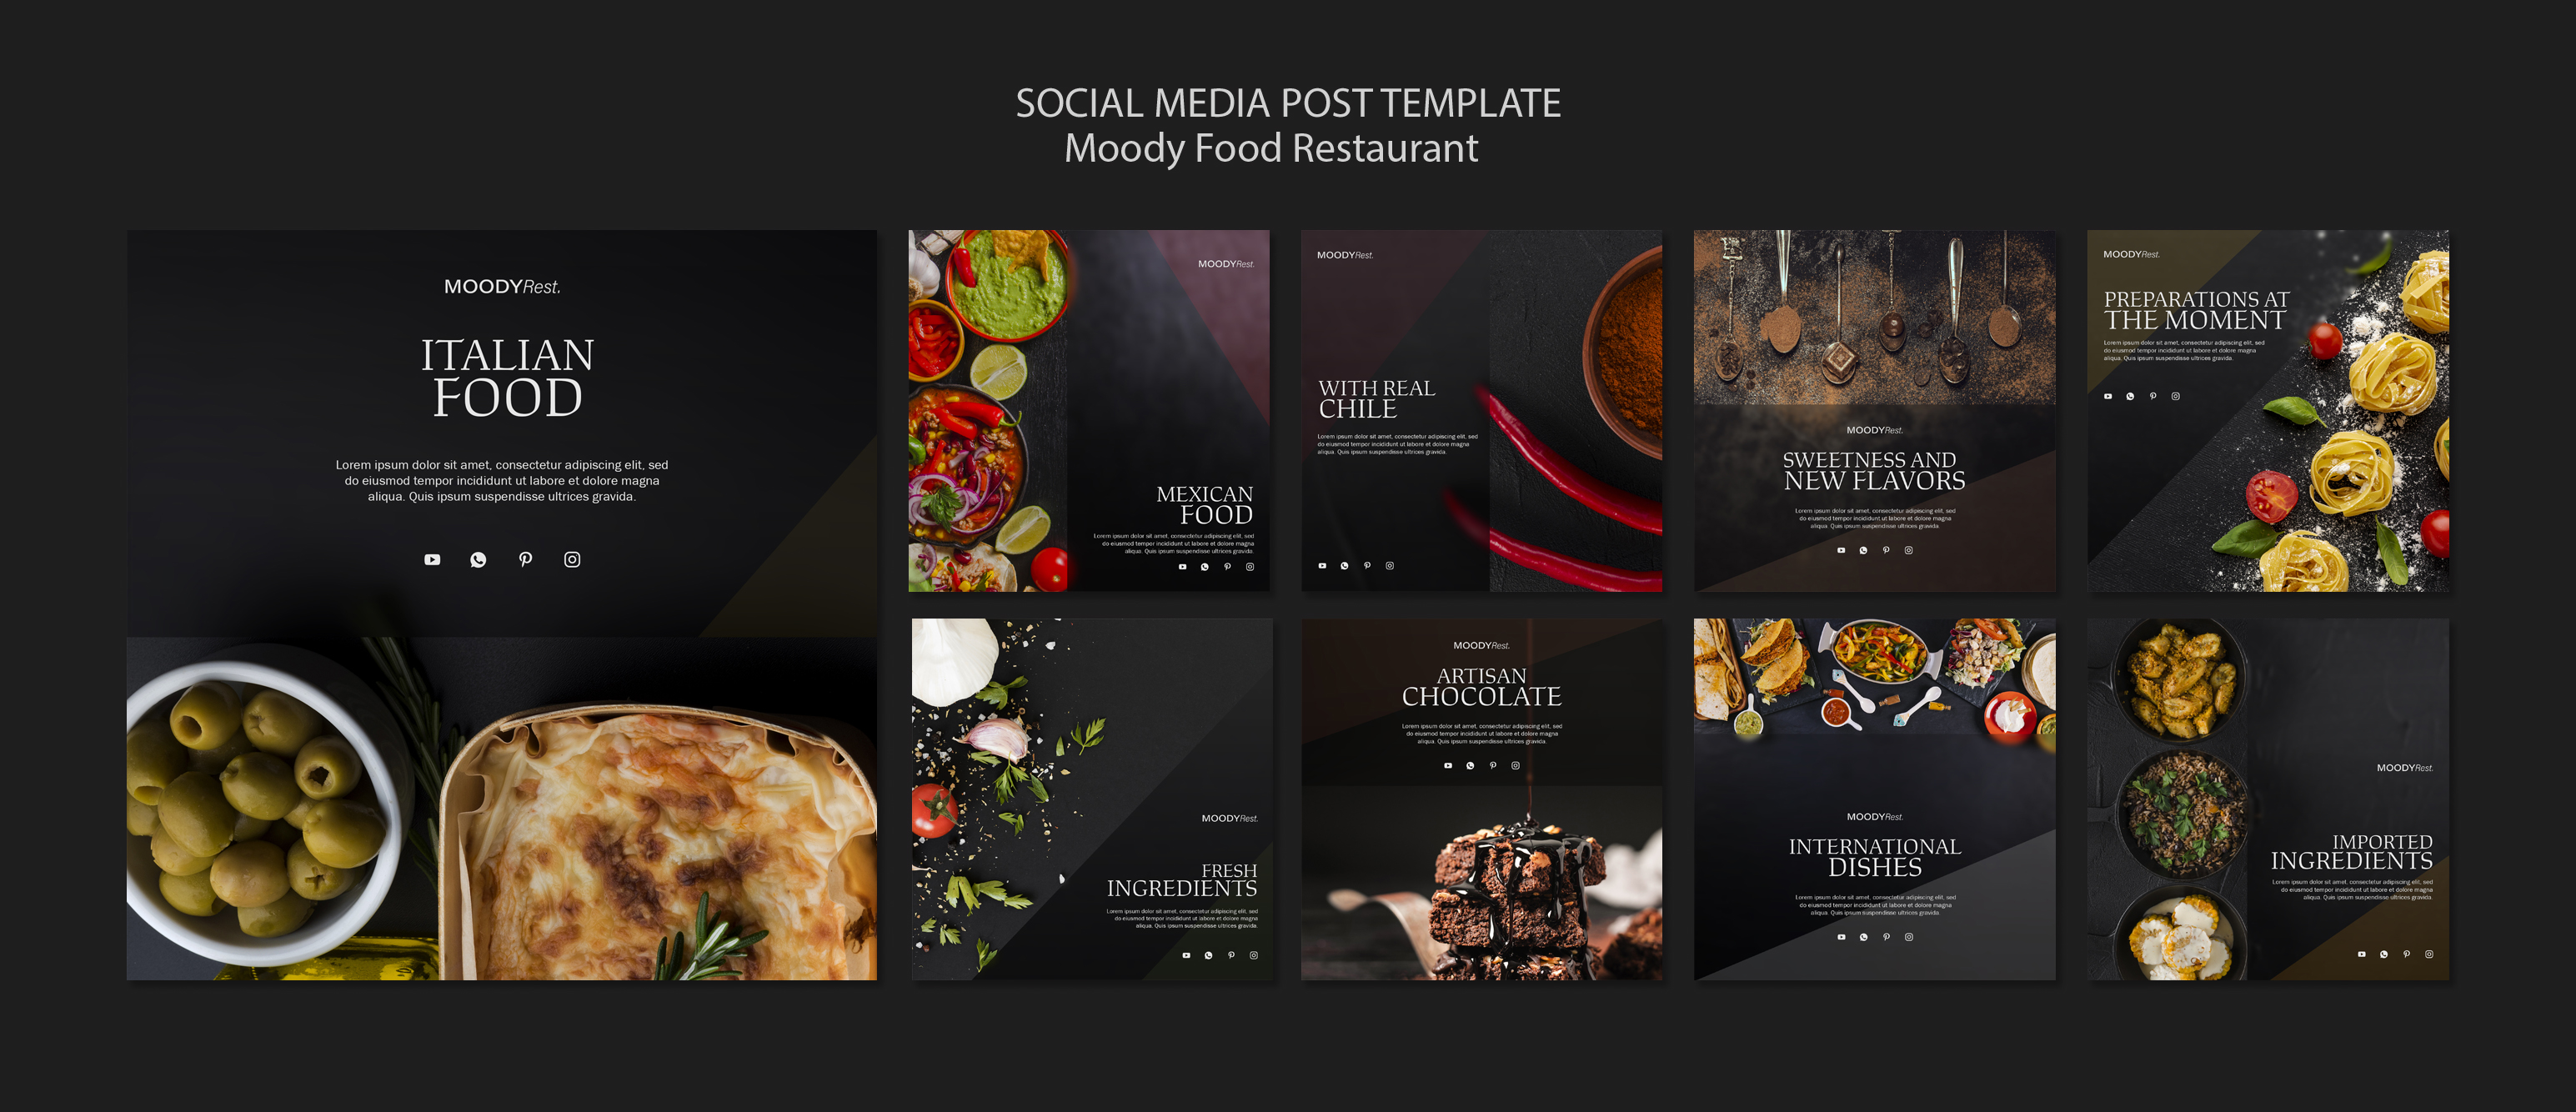 SOCIAL MEDIA POST TEMPLATE
Moody Food Restaurant
MOODYRest.
ITALIAN
FOOD
Lorem ipsum dolor sit amet, consectetur adipiscing elit, sed
do eiusmod tempor incididunt ut labore et dolore magna
aliqua. Quis ipsum suspendisse ultrices gravida.
MOODYRest.
MEXICAN
FOOD
Lorem ipsum dolor sit amet, consectetur adipiscing elit, sed
do eiusmod tempor incididunt ut labore et dolore magna
aliqua. Quis ipsum suspendisse ultrices gravida.
MOODYRest.
WITH REAL
CHILE
Lorem ipsum dolor sit amet, consectetur adipiscing elit, sed
do eiusmod tempor incididunt ut labore et dolore magna
aliqua. Quis ipsum suspendisse ultrices gravida.
MOODYRest.
SWEETNESS AND
NEW FLAVORS
Lorem ipsum dolor sit amet, consectetur adipiscing elit, sed
do eiusmod tempor incididunt ut labore et dolore magna
aliqua. Quis ipsum suspendisse ultrices gravida.
MOODYRest.
PREPARATIONS AT
THE MOMENT
Lorem ipsum dolor sit amet, consectetur adipiscing elit, sed
do eiusmod tempor incididunt ut labore et dolore magna
aliqua. Quis ipsum suspendisse ultrices gravida.
MOODYRest.
FRESH
INGREDIENTS
Lorem ipsum dolor sit amet, consectetur adipiscing elit, sed
do eiusmod tempor incididunt ut labore et dolore magna
aliqua. Quis ipsum suspendisse ultrices gravida.
MOODYRest.
ARTISAN
CHOCOLATE
Lorem ipsum dolor sit amet, consectetur adipiscing elit, sed
do eiusmod tempor incididunt ut labore et dolore magna
aliqua. Quis ipsum suspendisse ultrices gravida.
MOODYRest.
INTERNATIONAL
DISHES
Lorem ipsum dolor sit amet, consectetur adipiscing elit, sed
do eiusmod tempor incididunt ut labore et dolore magna
aliqua. Quis ipsum suspendisse ultrices gravida.
MOODYRest.
IMPORTED
INGREDIENTS
Lorem ipsum dolor sit amet, consectetur adipiscing elit, sed
do eiusmod tempor incididunt ut labore et dolore magna
aliqua. Quis ipsum suspendisse ultrices gravida.